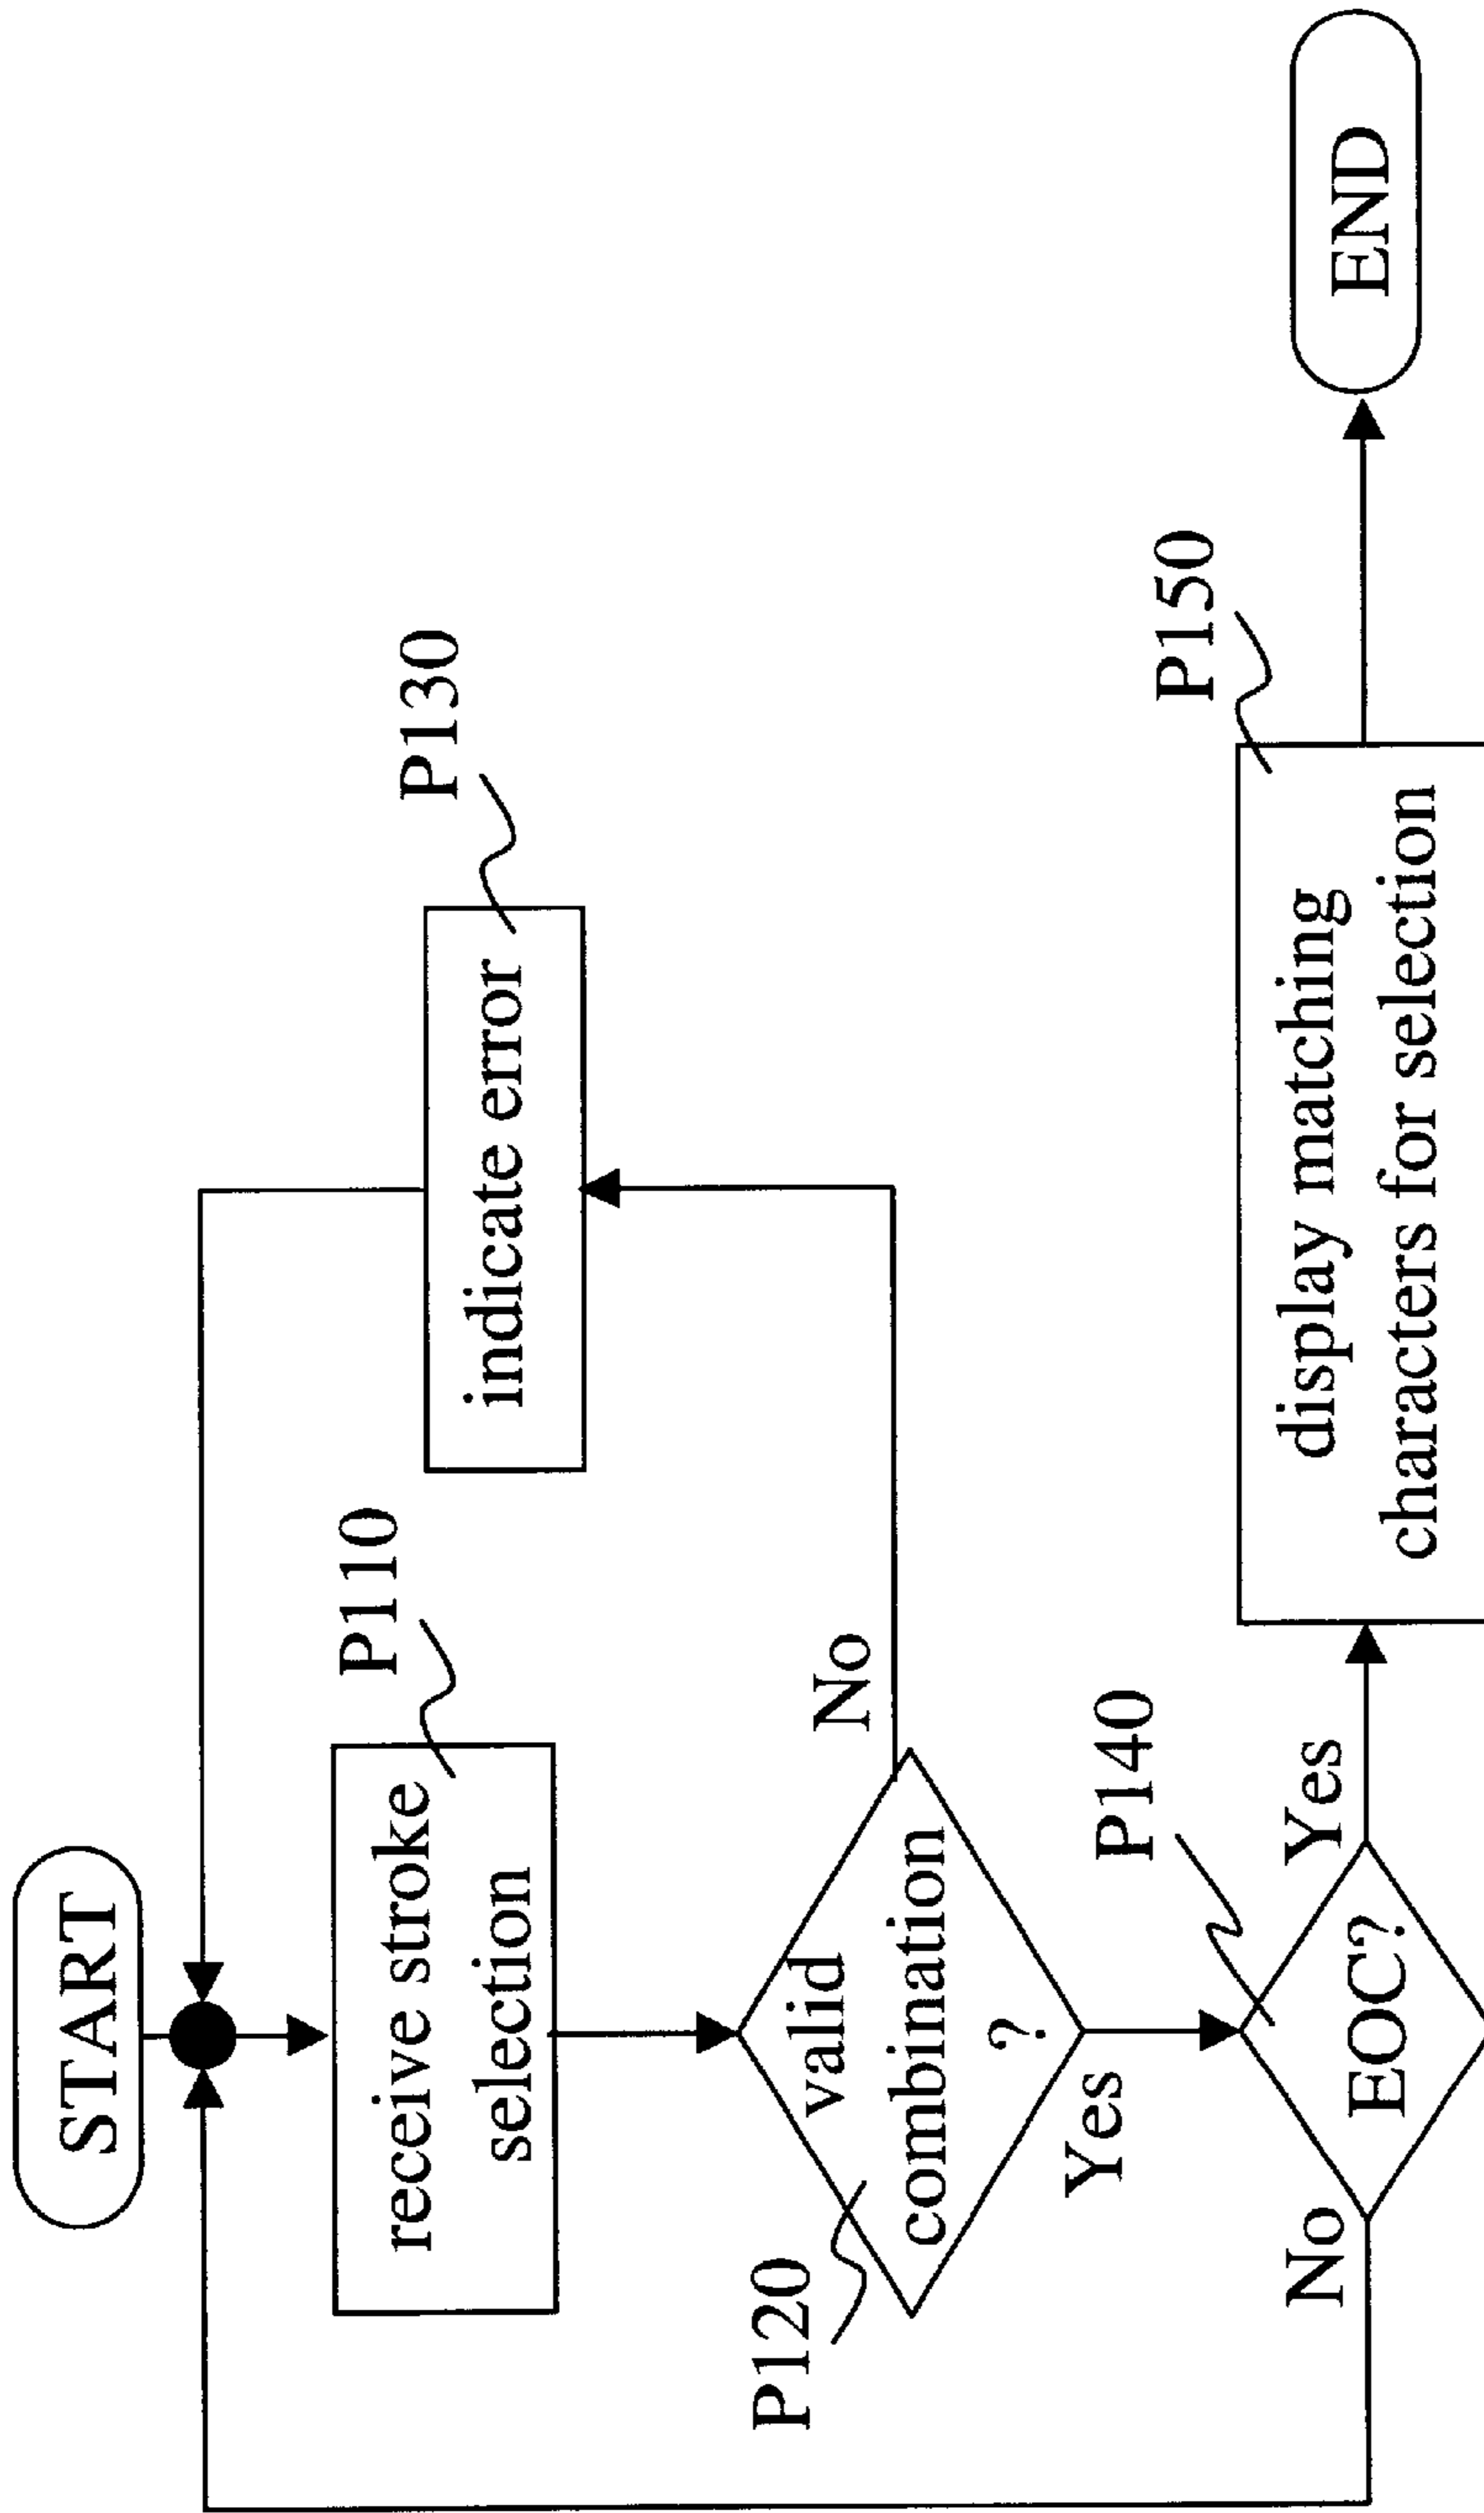 START
P110
receive stroke
selection
P130
indicate error
P120
valid
combination
?
No
Yes
P140
EOC?
No
Yes
P150
display matching
characters for selection
END